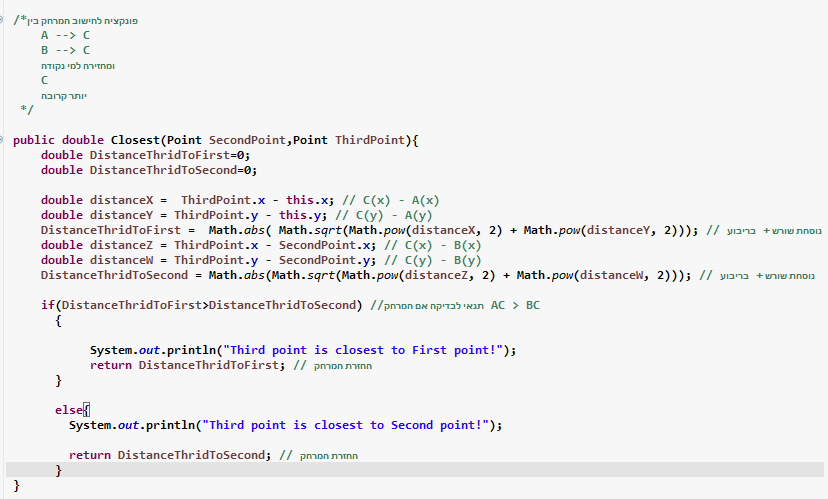 /*פונקציה לחישוב המרחק בין
A --> C
B --> C
ומחזירה למי נקודה
C
יותר קרובה
*/
public double Closest(Point SecondPoint,Point ThirdPoint){
double DistanceThridToFirst=0;
double DistanceThridToSecond=0;
double distanceX =  ThirdPoint.x - this.x; // C(x) - A(x)
double distanceY = ThirdPoint.y - this.y; // C(y) - A(y)
DistanceThridToFirst =  Math.abs( Math.sqrt(Math.pow(distanceX, 2) + Math.pow(distanceY, 2))); // נוסחת שורש + בריבוע
double distanceZ = ThirdPoint.x - SecondPoint.x; // C(x) - B(x)
double distanceW = ThirdPoint.y - SecondPoint.y; // C(y) - B(y)
DistanceThridToSecond = Math.abs(Math.sqrt(Math.pow(distanceZ, 2) + Math.pow(distanceW, 2))); // נוסחת שורש + בריבוע
if(DistanceThridToFirst>DistanceThridToSecond) //תנאי לבדיקה אם המרחק AC > BC
{
System.out.println("Third point is closest to First point!");
return DistanceThridToFirst; // החזרת המרחק
}
else{
System.out.println("Third point is closest to Second point!");
return DistanceThridToSecond; // החזרת המרחק
}
}